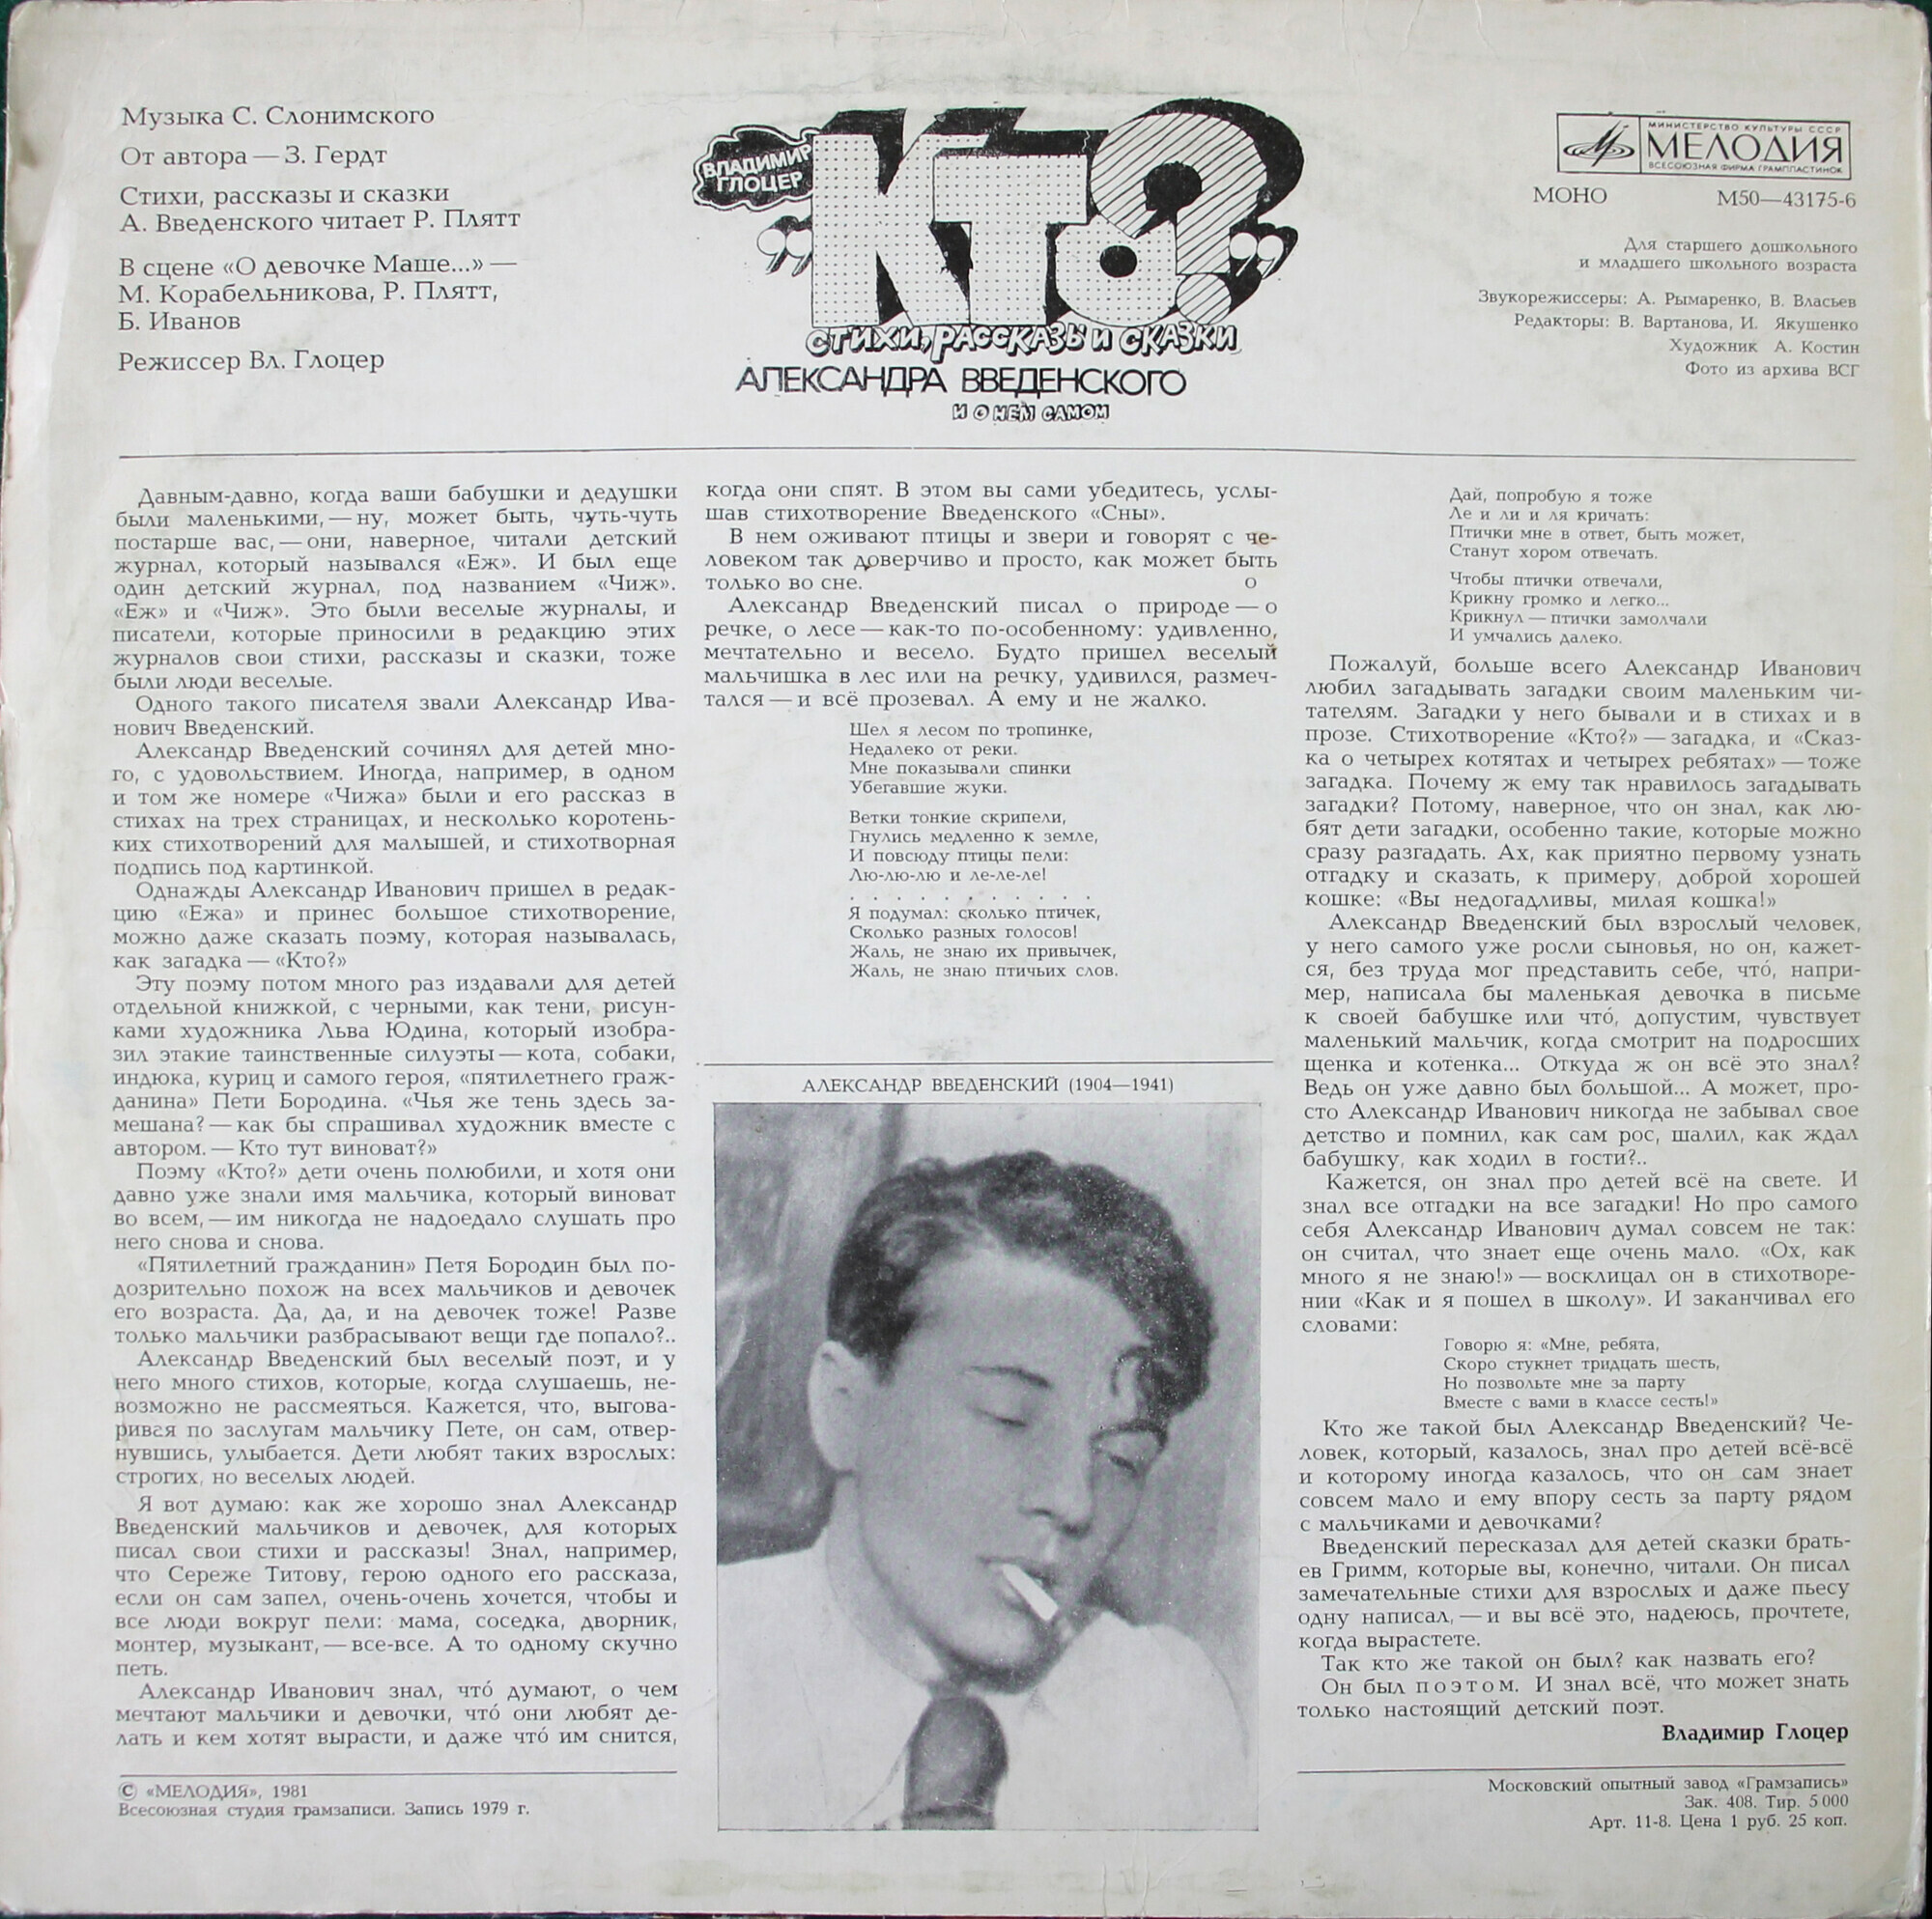 Музыка С. Слонимского
От автора — З. Гердт
Стихи, рассказы и сказки
А. Введенского читает Р. Плятт
В сцене «О девочке Маше...» —
М. Корабельникова, Р. Плятт,
Б. Иванов
Режиссер Вл. Глоцер
ВЛАДИМИР
ГЛОЦЕР
„КТО?”
СТИХИ, РАССКАЗЫ И СКАЗКИ
АЛЕКСАНДРА ВВЕДЕНСКОГО
И О НЕМ САМОМ
МИНИСТЕРСТВО КУЛЬТУРЫ СССР
МЕЛОДИЯ
ВСЕСОЮЗНАЯ ФИРМА ГРАМПЛАСТИНОК
МОНО М50—43175-6
Для старшего дошкольного
и младшего школьного возраста
Звукорежиссеры: А. Рымаренко, В. Власьев
Редакторы: В. Вартанова, И. Якушенко
Художник А. Костин
Фото из архива ВСГ
Давным-давно, когда ваши бабушки и дедушки
были маленькими, — ну, может быть, чуть-чуть
постарше вас, — они, наверное, читали детский
журнал, который назывался «Еж». И был еще
один детский журнал, под названием «Чиж».
«Еж» и «Чиж». Это были веселые журналы, и
писатели, которые приносили в редакцию этих
журналов свои стихи, рассказы и сказки, тоже
были люди веселые.
Одного такого писателя звали Александр Ива-
нович Введенский.
Александр Введенский сочинял для детей мно-
го, с удовольствием. Иногда, например, в одном
и том же номере «Чижа» были и его рассказ в
стихах на трех страницах, и несколько коротень-
ких стихотворений для малышей, и стихотворная
подпись под картинкой.
Однажды Александр Иванович пришел в редак-
цию «Ежа» и принес большое стихотворение,
можно даже сказать поэму, которая называлась,
как загадка — «Кто?»
Эту поэму потом много раз издавали для детей
отдельной книжкой, с черными, как тени, рисун-
ками художника Льва Юдина, который изобра-
зил этакие таинственные силуэты — кота, собаки,
индюка, куриц и самого героя, «пятилетнего граж-
данина» Пети Бородина. «Чья же тень здесь за-
мешана? — как бы спрашивал художник вместе с
автором. — Кто тут виноват?»
Поэму «Кто?» дети очень полюбили, и хотя они
давно уже знали имя мальчика, который виноват
во всем, — им никогда не надоедало слушать про
него снова и снова.
«Пятилетний гражданин» Петя Бородин был по-
дозрительно похож на всех мальчиков и девочек
его возраста. Да, да, и на девочек тоже! Разве
только мальчики разбрасывают вещи где попало?..
Александр Введенский был веселый поэт, и у
него много стихов, которые, когда слушаешь, не-
возможно не рассмеяться. Кажется, что, выгова-
ривая по заслугам мальчику Пете, он сам, отвер-
нувшись, улыбается. Дети любят таких взрослых:
строгих, но веселых людей.
Я вот думаю: как же хорошо знал Александр
Введенский мальчиков и девочек, для которых
писал свои стихи и рассказы! Знал, например,
что Сереже Титову, герою одного его рассказа,
если он сам запел, очень-очень хочется, чтобы и
все люди вокруг пели: мама, соседка, дворник,
монтер, музыкант, — все-все. А то одному скучно
петь.
Александр Иванович знал, что́ думают, о чем
мечтают мальчики и девочки, что́ они любят де-
лать и кем хотят вырасти, и даже что́ им снится,
© «МЕЛОДИЯ», 1981
Всесоюзная студия грамзаписи. Запись 1979 г.
когда они спят. В этом вы сами убедитесь, услы-
шав стихотворение Введенского «Сны».
В нем оживают птицы и звери и говорят с че-
ловеком так доверчиво и просто, как может быть
только во сне. о
Александр Введенский писал о природе — о
речке, о лесе — как-то по-особенному: удивленно,
мечтательно и весело. Будто пришел веселый
мальчишка в лес или на речку, удивился, размеч-
тался — и всё прозевал. А ему и не жалко.
Шел я лесом по тропинке,
Недалеко от реки.
Мне показывали спинки
Убегавшие жуки.
Ветки тонкие скрипели,
Гнулись медленно к земле,
И повсюду птицы пели:
Лю-лю-лю и ле-ле-ле!
. . . . . . . . . . .
Я подумал: сколько птичек,
Сколько разных голосов!
Жаль, не знаю их привычек,
Жаль, не знаю птичьих слов.
АЛЕКСАНДР ВВЕДЕНСКИЙ (1904—1941)
Дай, попробую я тоже
Ле и ли и ля кричать:
Птички мне в ответ, быть может,
Станут хором отвечать.
Чтобы птички отвечали,
Крикну громко и легко...
Крикнул — птички замолчали
И умчались далеко.
Пожалуй, больше всего Александр Иванович
любил загадывать загадки своим маленьким чи-
тателям. Загадки у него бывали и в стихах и в
прозе. Стихотворение «Кто?» — загадка, и «Сказ-
ка о четырех котятах и четырех ребятах» — тоже
загадка. Почему ж ему так нравилось загадывать
загадки? Потому, наверное, что он знал, как лю-
бят дети загадки, особенно такие, которые можно
сразу разгадать. Ах, как приятно первому узнать
отгадку и сказать, к примеру, доброй хорошей
кошке: «Вы недогадливы, милая кошка!»
Александр Введенский был взрослый человек,
у него самого уже росли сыновья, но он, кажет-
ся, без труда мог представить себе, что́, напри-
мер, написала бы маленькая девочка в письме
к своей бабушке или что́, допустим, чувствует
маленький мальчик, когда смотрит на подросших
щенка и котенка... Откуда ж он всё это знал?
Ведь он уже давно был большой... А может, про-
сто Александр Иванович никогда не забывал свое
детство и помнил, как сам рос, шалил, как ждал
бабушку, как ходил в гости?..
Кажется, он знал про детей всё на свете. И
знал все отгадки на все загадки! Но про самого
себя Александр Иванович думал совсем не так:
он считал, что знает еще очень мало. «Ох, как
много я не знаю!» — восклицал он в стихотворе-
нии «Как и я пошел в школу». И заканчивал его
словами:
Говорю я: «Мне, ребята,
Скоро стукнет тридцать шесть,
Но позвольте мне за парту
Вместе с вами в классе сесть!»
Кто же такой был Александр Введенский? Че-
ловек, который, казалось, знал про детей всё-всё
и которому иногда казалось, что он сам знает
совсем мало и ему впору сесть за парту рядом
с мальчиками и девочками?
Введенский пересказал для детей сказки брать-
ев Гримм, которые вы, конечно, читали. Он писал
замечательные стихи для взрослых и даже пьесу
одну написал, — и вы всё это, надеюсь, прочтете,
когда вырастете.
Так кто же такой он был? как назвать его?
Он был поэтом. И знал всё, что может знать
только настоящий детский поэт.
Владимир Глоцер
Московский опытный завод «Грамзапись»
Зак. 408. Тир. 5 000
Арт. 11-8. Цена 1 руб. 25 коп.